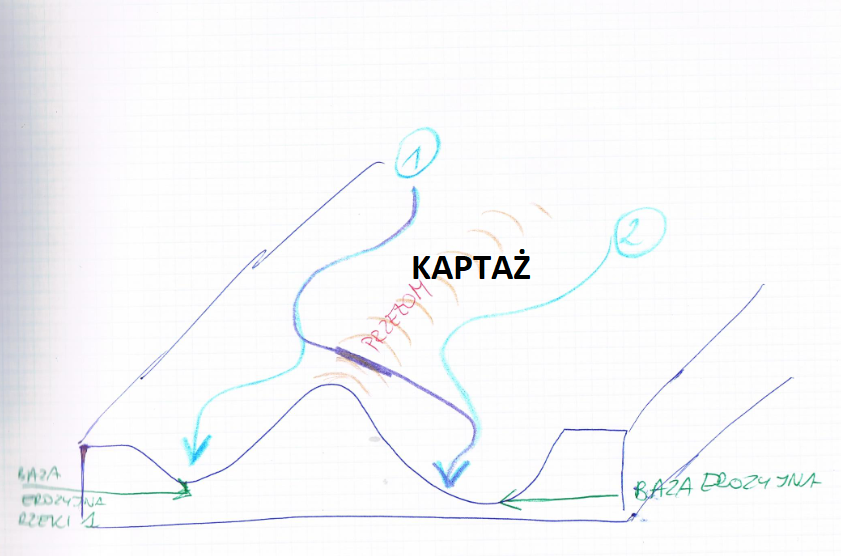 1
2
KAPTAŻ
PRZEŁOM
BAZA
EROZYJNA
RZEKI 1
BAZA EROZYJNA